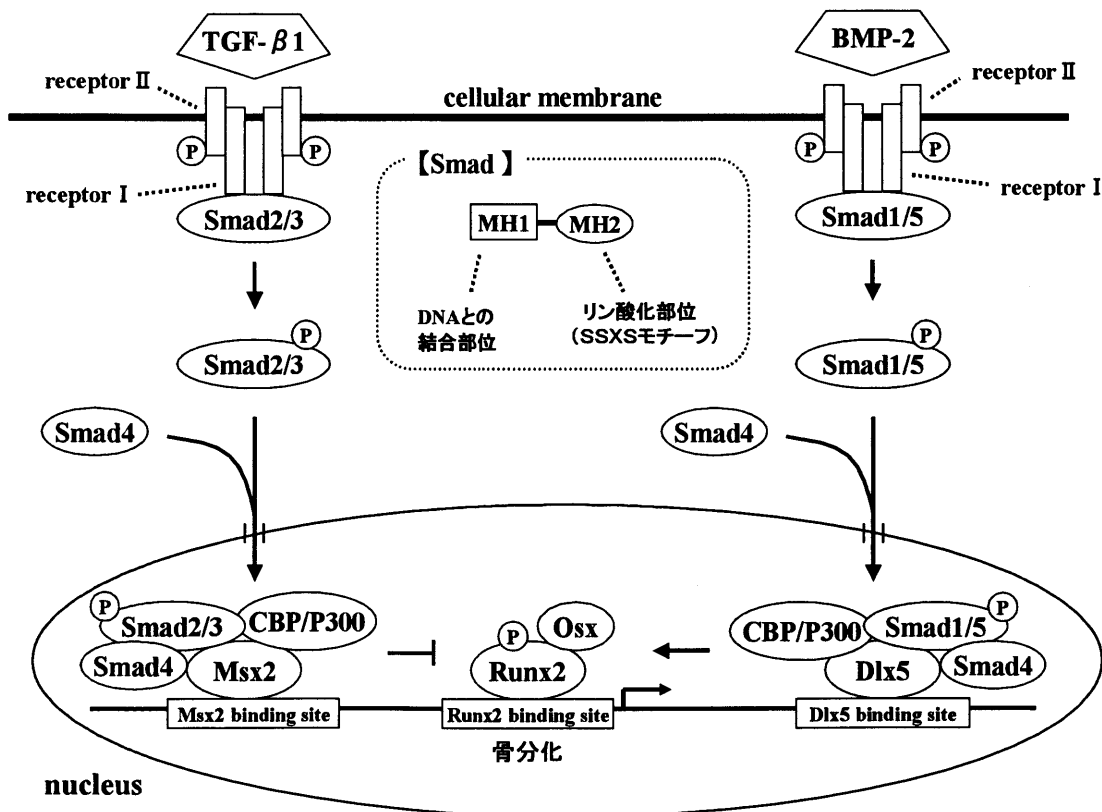 TGF-β1
BMP-2
receptor Ⅱ
receptor Ⅱ
cellular membrane
P
P
P
P
receptor Ⅰ
receptor Ⅰ
【Smad】
Smad2/3
Smad1/5
MH1
MH2
DNAとの
結合部位
リン酸化部位
(SSXSモチーフ)
P
Smad2/3
P
Smad1/5
Smad4
Smad4
P
Smad2/3
CBP/P300
Smad4
Msx2
Msx2 binding site
P
Osx
Runx2
Runx2 binding site
骨分化
CBP/P300
P
Smad1/5
Dlx5
Smad4
Dlx5 binding site
nucleus